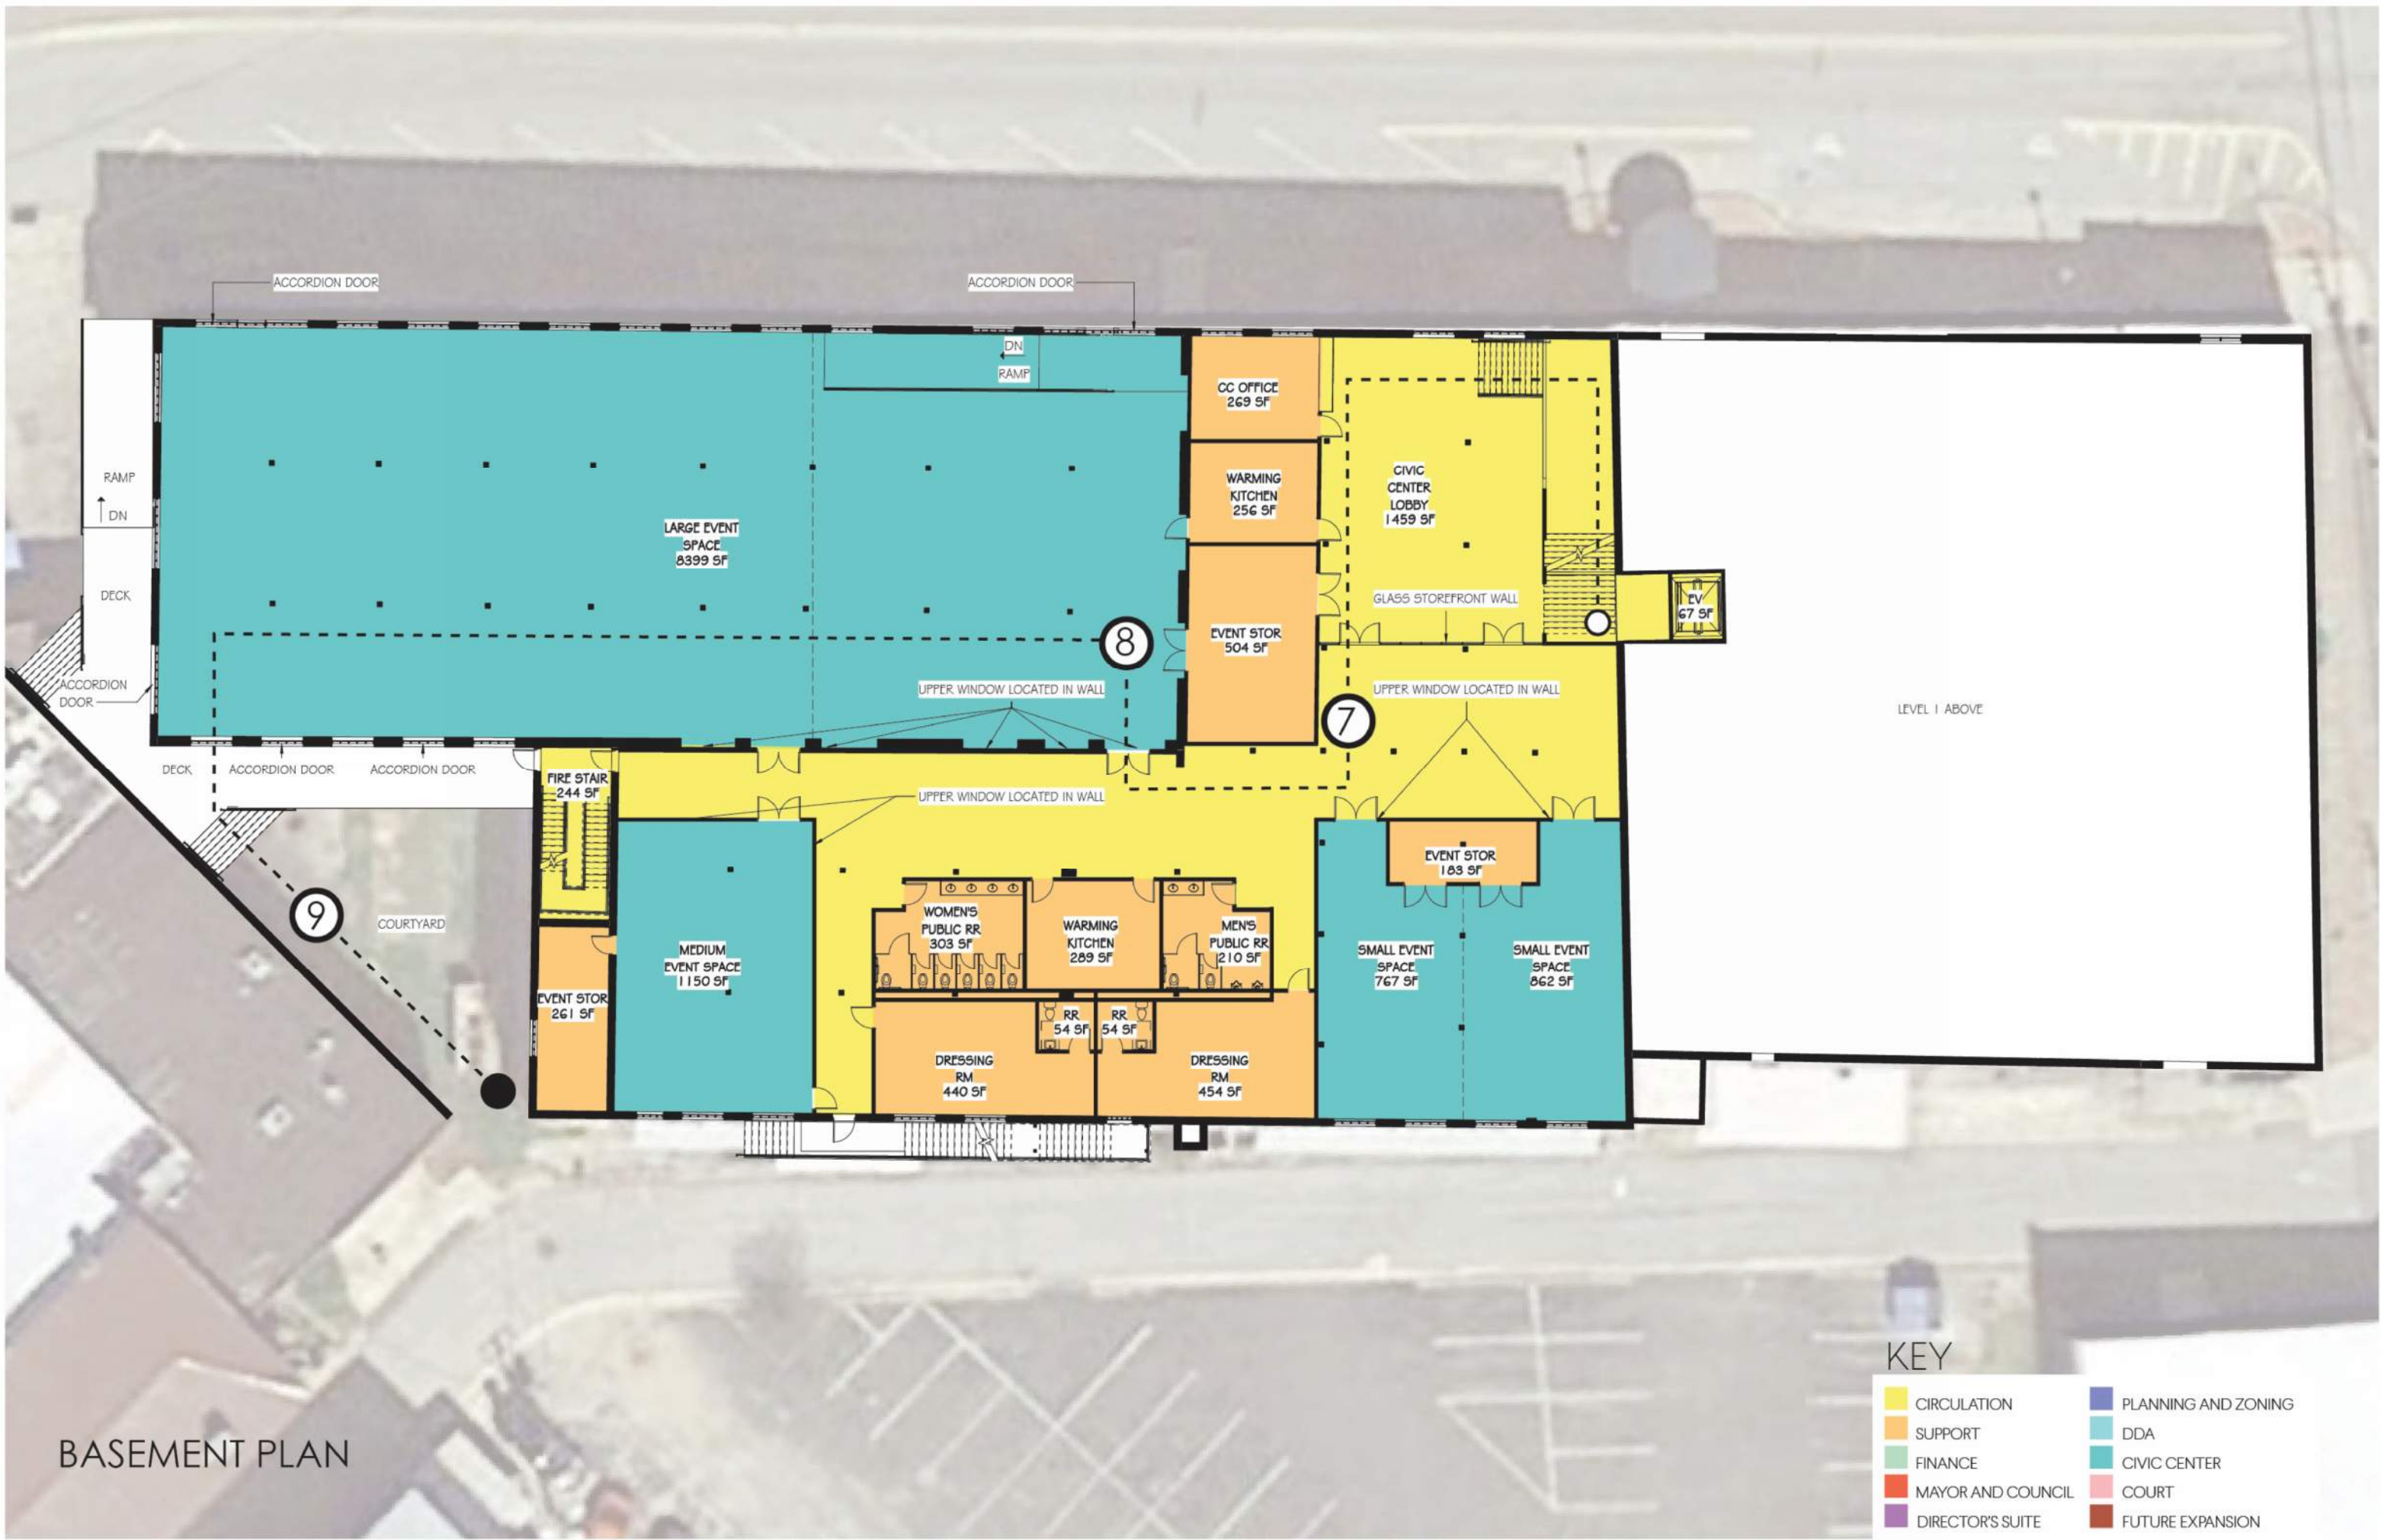 ACCORDION DOOR
ACCORDION DOOR
DN
RAMP
CC OFFICE
269 SF
RAMP
DN
WARMING
KITCHEN
256 SF
CIVIC
CENTER
LOBBY
1459 SF
LARGE EVENT
SPACE
8399 SF
DECK
GLASS STOREFRONT WALL
EV
67 SF
8
EVENT STOR
504 SF
ACCORDION
DOOR
UPPER WINDOW LOCATED IN WALL
UPPER WINDOW LOCATED IN WALL
7
LEVEL 1 ABOVE
DECK
ACCORDION DOOR
ACCORDION DOOR
FIRE STAIR
244 SF
UPPER WINDOW LOCATED IN WALL
EVENT STOR
183 SF
9
COURTYARD
WOMEN'S
PUBLIC RR
303 SF
WARMING
KITCHEN
289 SF
MEN'S
PUBLIC RR
210 SF
MEDIUM
EVENT SPACE
1150 SF
SMALL EVENT
SPACE
767 SF
SMALL EVENT
SPACE
862 SF
EVENT STOR
261 SF
RR
54 SF
RR
54 SF
DRESSING
RM
440 SF
DRESSING
RM
454 SF
BASEMENT PLAN
KEY
CIRCULATION
SUPPORT
FINANCE
MAYOR AND COUNCIL
DIRECTOR'S SUITE
PLANNING AND ZONING
DDA
CIVIC CENTER
COURT
FUTURE EXPANSION